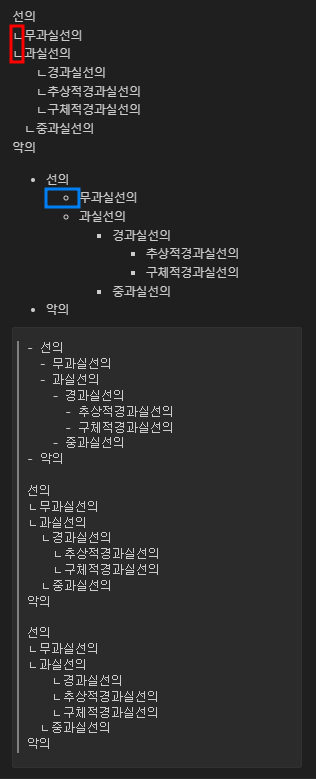 선의
ㄴ무과실선의
ㄴ과실선의
ㄴ경과실선의
ㄴ추상적경과실선의
ㄴ구체적경과실선의
ㄴ중과실선의
악의
• 선의
◦ 무과실선의
◦ 과실선의
▪ 경과실선의
▪ 추상적경과실선의
▪ 구체적경과실선의
▪ 중과실선의
• 악의
- 선의
- 무과실선의
- 과실선의
- 경과실선의
- 추상적경과실선의
- 구체적경과실선의
- 중과실선의
- 악의
선의
ㄴ무과실선의
ㄴ과실선의
ㄴ경과실선의
ㄴ추상적경과실선의
ㄴ구체적경과실선의
ㄴ중과실선의
악의
선의
ㄴ무과실선의
ㄴ과실선의
ㄴ경과실선의
ㄴ추상적경과실선의
ㄴ구체적경과실선의
ㄴ중과실선의
악의